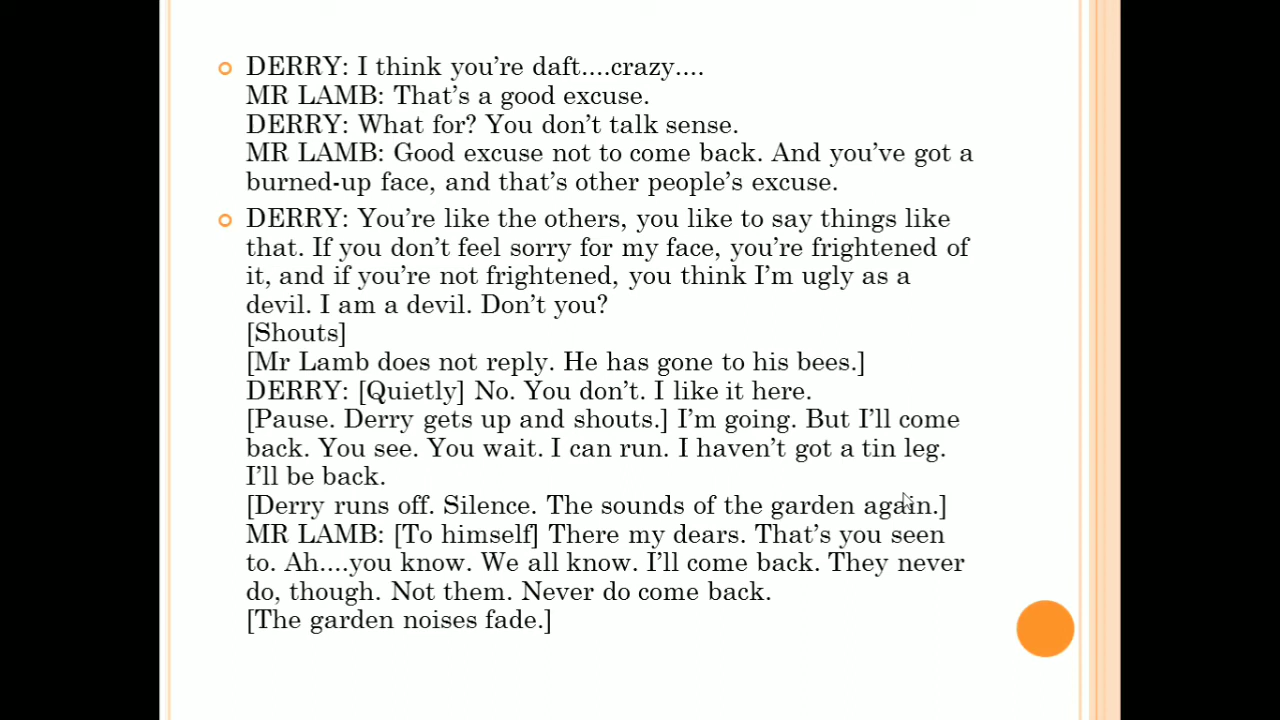 DERRY: I think you're daft....crazy....
MR LAMB: That's a good excuse.
DERRY: What for? You don't talk sense.
MR LAMB: Good excuse not to come back. And you've got a
burned-up face, and that's other people's excuse.
DERRY: You're like the others, you like to say things like
that. If you don't feel sorry for my face, you're frightened of
it, and if you're not frightened, you think I'm ugly as a
devil. I am a devil. Don't you?
[Shouts]
[Mr Lamb does not reply. He has gone to his bees.]
DERRY: [Quietly] No. You don't. I like it here.
[Pause. Derry gets up and shouts.] I'm going. But I'll come
back. You see. You wait. I can run. I haven't got a tin leg.
I'll be back.
[Derry runs off. Silence. The sounds of the garden again.]
MR LAMB: [To himself] There my dears. That's you seen
to. Ah....you know. We all know. I'll come back. They never
do, though. Not them. Never do come back.
[The garden noises fade.]